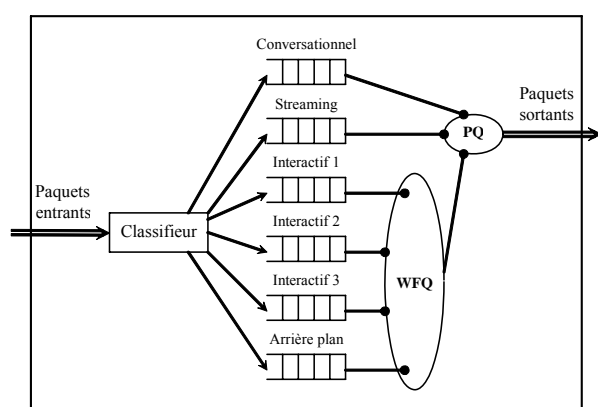 Conversationnel
Streaming
Paquets
sortants
PQ
Interactif 1
Paquets
entrants
Classifieur
Interactif 2
Interactif 3
WFQ
Arrière plan